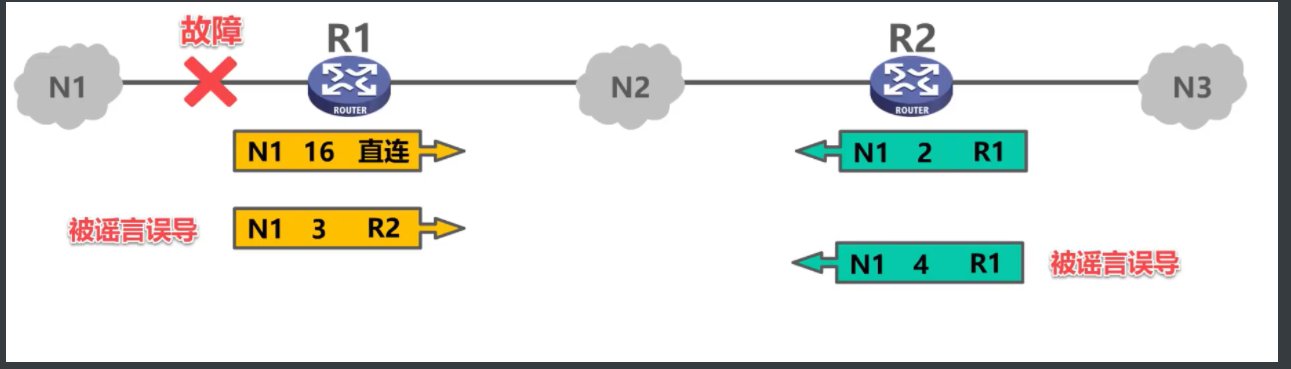 故障
R1
R2
N1
N2
N3
ROUTER
ROUTER
N1 16 直连
N1 2 R1
被谣言误导
N1 3 R2
N1 4 R1
被谣言误导